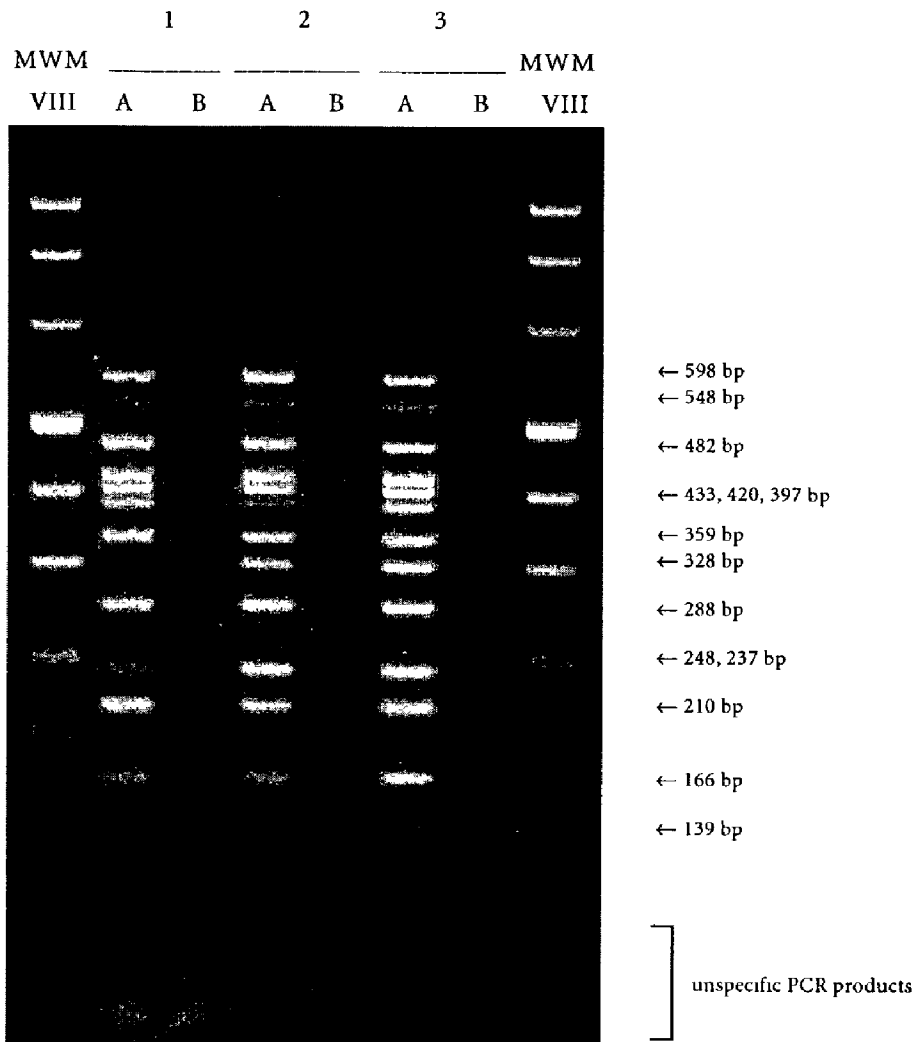 1 2 3
MWM MWM
VIII A B A B A B VIII
← 598 bp
← 548 bp
← 482 bp
← 433, 420, 397 bp
← 359 bp
← 328 bp
← 288 bp
← 248, 237 bp
← 210 bp
← 166 bp
← 139 bp
unspecific PCR products